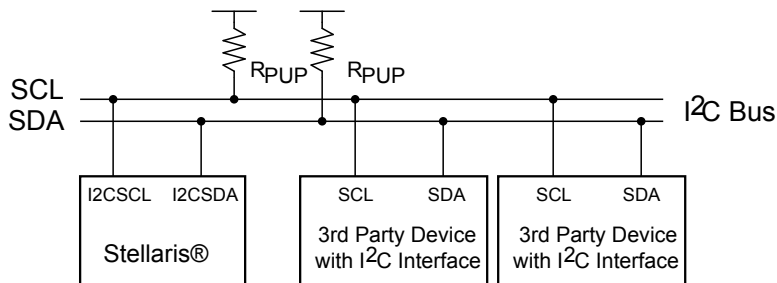 RPUP RPUP
SCL
SDA
I²C Bus
I2CSCL I2CSDA
Stellaris®
SCL SDA
3rd Party Device
with I²C Interface
SCL SDA
3rd Party Device
with I²C Interface